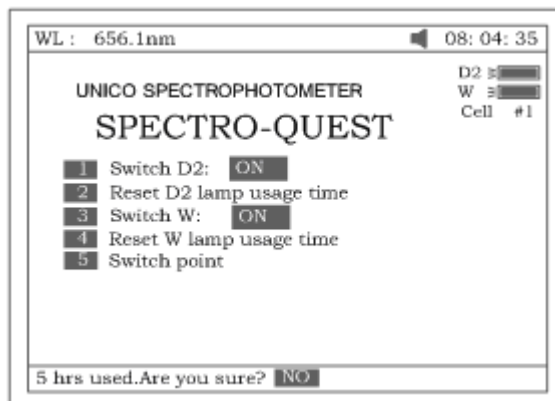 WL : 656.1nm 08: 04: 35
D2
UNICO SPECTROPHOTOMETER W
Cell #1
SPECTRO-QUEST
1 Switch D2: ON
2 Reset D2 lamp usage time
3 Switch W: ON
4 Reset W lamp usage time
5 Switch point
5 hrs used.Are you sure? NO